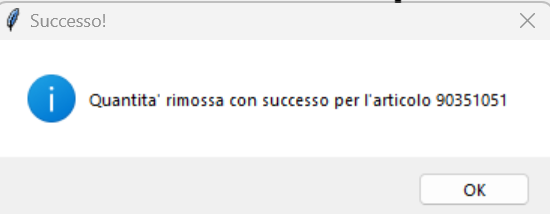 Successo!
Quantita' rimossa con successo per l'articolo 90351051
OK